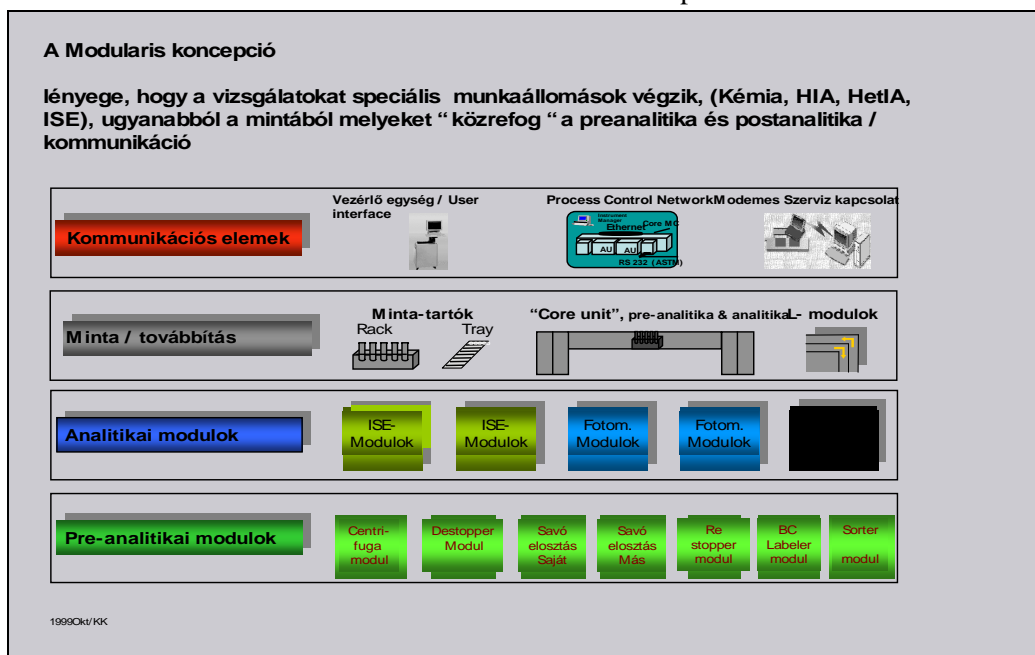 A Modularis koncepció
lényege, hogy a vizsgálatokat speciális munkaállomások végzik, (Kémia, HIA, HetIA,
ISE), ugyanabból a mintából melyeket “ közrefog “ a preanalitika és postanalitika /
kommunikáció
Kommunikációs elemek
Vezérlő egység / User
interface
Process Control Network
Instrument
Manager
Ethernet
Core MC
AU AU
RS 232 (ASTM)
Modemes Szerviz kapcsolat
Minta / továbbítás
Minta-tartók
Rack Tray
“Core unit”, pre-analitika & analitika
L- modulok
Analitikai modulok
ISE-
Modulok
ISE-
Modulok
Fotom.
Modulok
Fotom.
Modulok
Pre-analitikai modulok
Centri-
fuga
modul
Destopper
Modul
Savó
elosztás
Saját
Savó
elosztás
Más
Re
stopper
modul
BC
Labeler
modul
Sorter
modul
1999Okt/KK